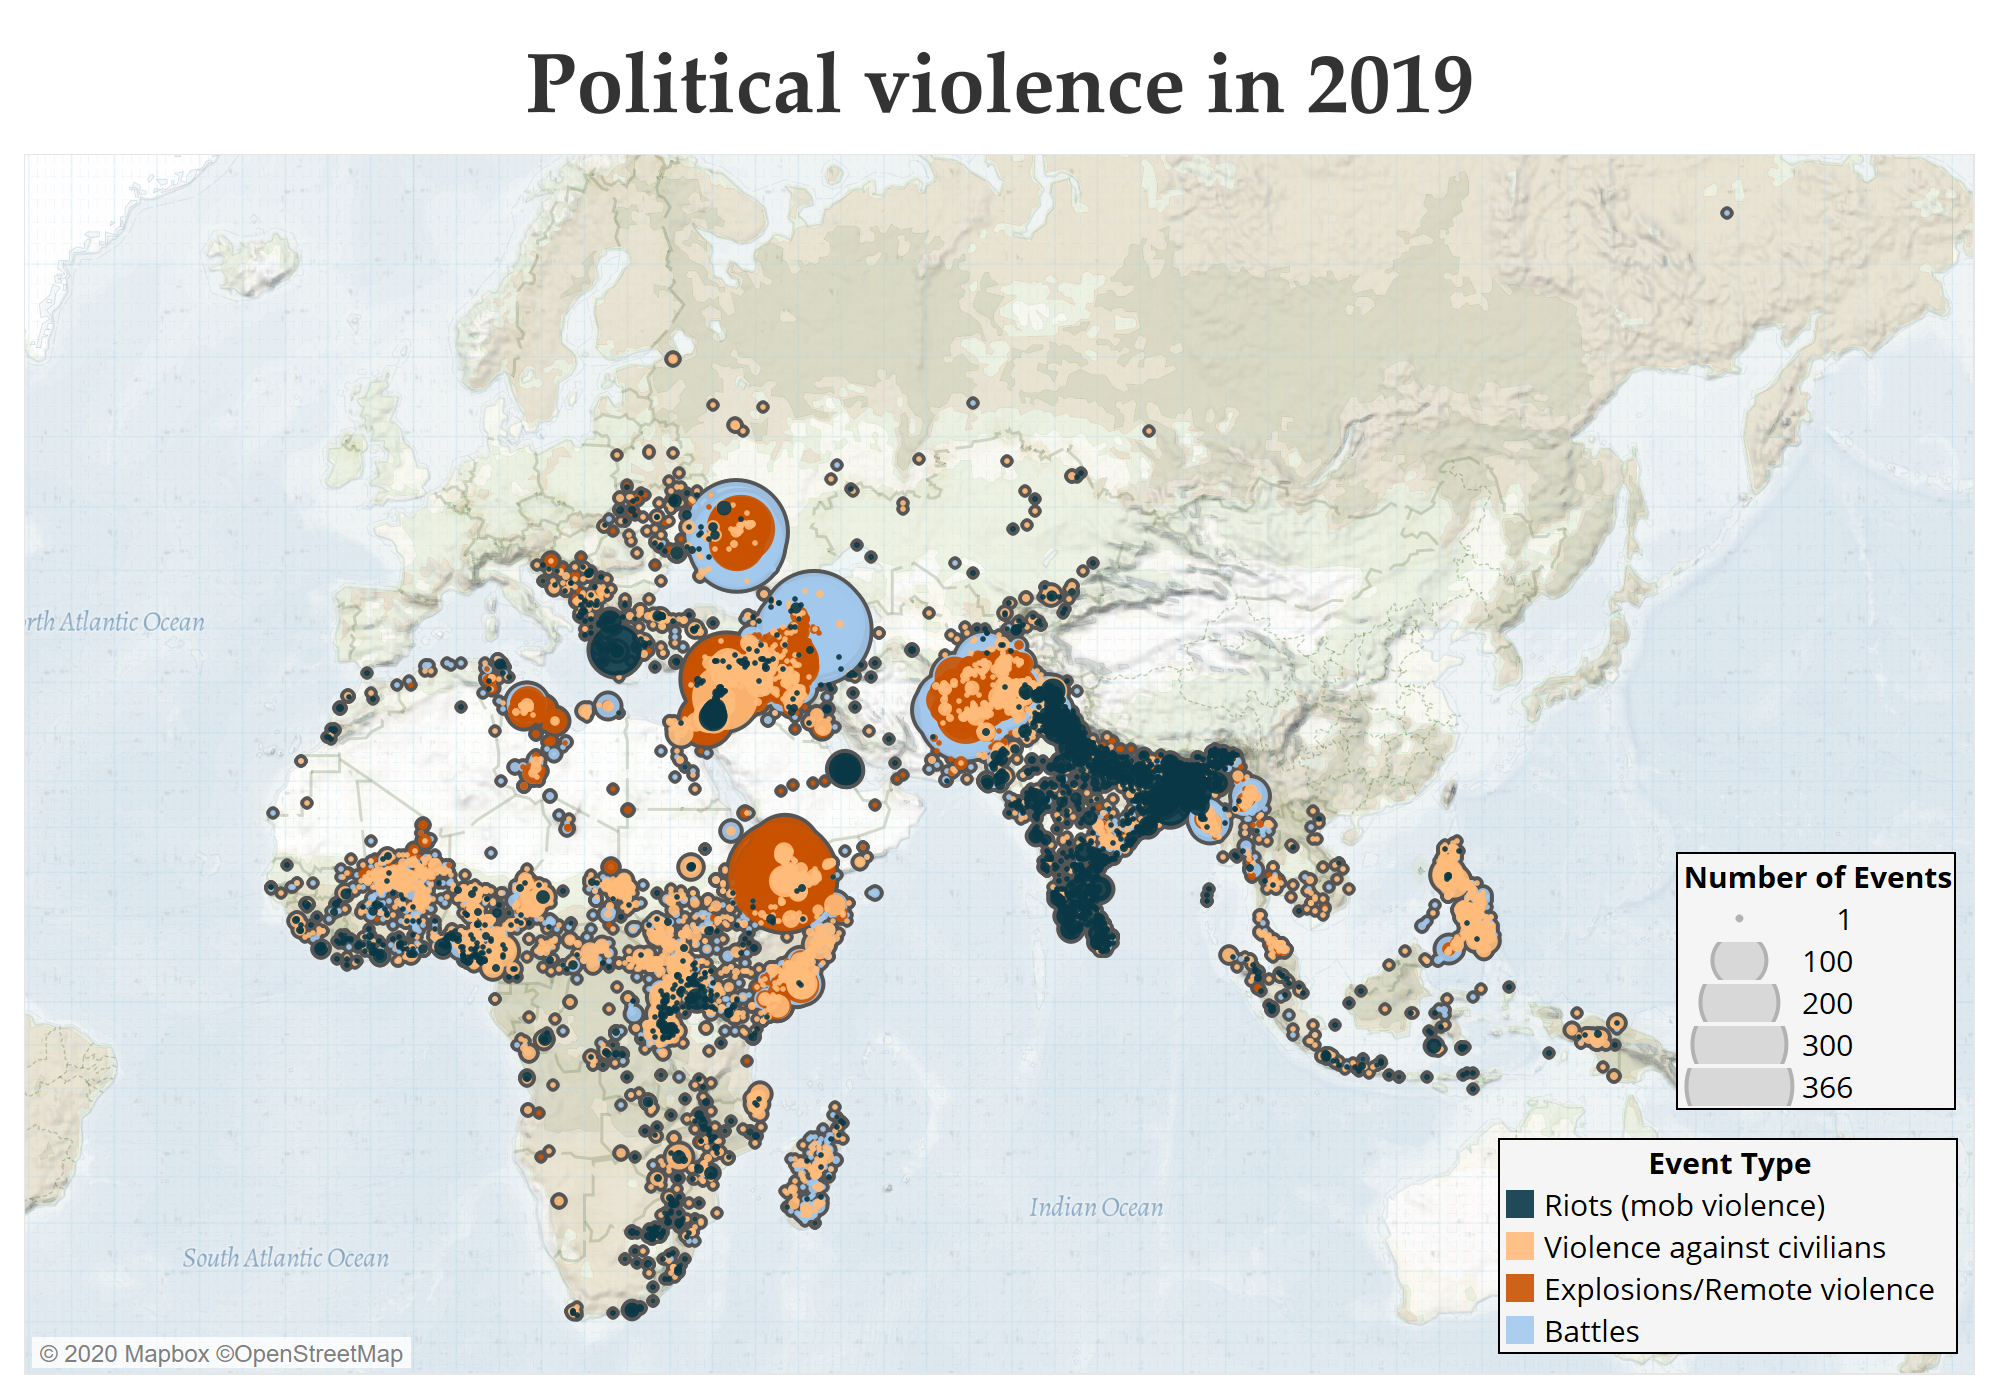 Political violence in 2019
rth Atlantic Ocean
Number of Events
1
100
200
300
366
Indian Ocean
Event Type
Riots (mob violence)
Violence against civilians
Explosions/Remote violence
Battles
South Atlantic Ocean
© 2020 Mapbox ©OpenStreetMap